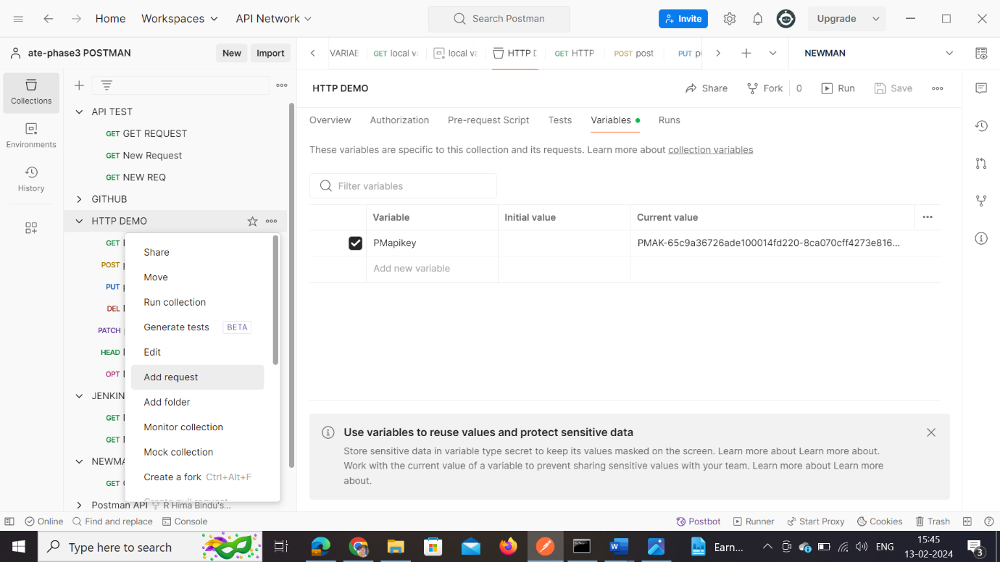 Home Workspaces API Network Search Postman Invite Upgrade
ate-phase3 POSTMAN New Import VARIAB GET local va local va HTTP D GET HTTP POST post PUT NEWMAN
Collections
Environments
History
API TEST
GET GET REQUEST
GET New Request
GET NEW REQ
GITHUB
HTTP DEMO
GET
POST
PUT
DEL
PATCH
HEAD
OPT
JENKIN
GET
GET
NEWMA
GET
Postman API R Hima Bindu's...
Share
Move
Run collection
Generate tests BETA
Edit
Add request
Add folder
Monitor collection
Mock collection
Create a fork Ctrl+Alt+F
Create pull request
HTTP DEMO Share Fork 0 Run Save
Overview Authorization Pre-request Script Tests Variables Runs
These variables are specific to this collection and its requests. Learn more about collection variables
Filter variables
Variable Initial value Current value
PMapikey PMAK-65c9a36726ade100014fd220-8ca070cff4273e816...
Add new variable
Use variables to reuse values and protect sensitive data
Store sensitive data in variable type secret to keep its values masked on the screen. Learn more about Learn more about.
Work with the current value of a variable to prevent sharing sensitive values with your team. Learn more about Learn more
about.
Online Find and replace Console Postbot Runner Start Proxy Cookies Trash
Type here to search Earn... ENG 15:45
13-02-2024 3